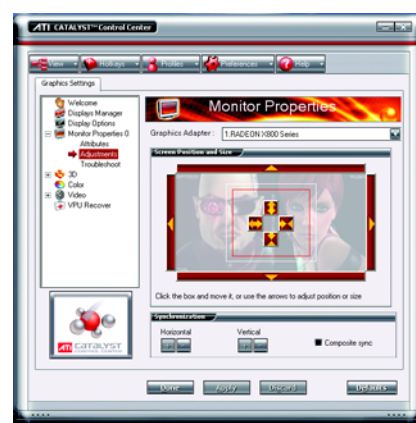 ATI CATALYST™ Control Center
View Hotkeys Profiles Preferences Help
Graphics Settings
Welcome
Displays Manager
Display Options
Monitor Properties 0
Attributes
Adjustments
Troubleshoot
3D
Color
Video
VPU Recover
Monitor Properties
Graphics Adapter : 1.RADEON X800 Series
Screen Position and Size
Click the box and move it, or use the arrows to adjust position or size
Synchronization
Horizontal Vertical
Composite sync
ATI CATALYST
CONTROL CENTER
Done Apply Discard Defaults